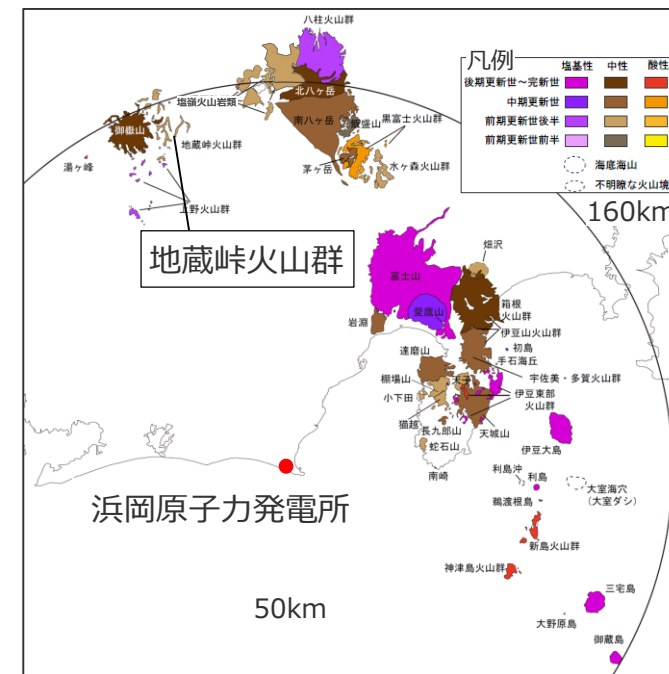 八柱火山群
凡例
塩基性 中性 酸性
後期更新世～完新世
中期更新世
前期更新世後半
前期更新世前半
海底海山
不明瞭な火山境
160km
塩嶺火山岩類
北八ヶ岳
御嶽山
南八ヶ岳
飯盛山
黒富士火山群
地蔵峠火山群
湯ヶ峰
茅ヶ岳
水ヶ森火山群
上野火山群
地蔵峠火山群
畑沢
富士山
箱根
火山群
愛鷹山
岩淵
伊豆山火山群
初島
達磨山
手石海丘
棚場山
天子
宇佐美・多賀火山群
小下田
伊豆東部
火山群
猫越
長九郎山
天城山
伊豆大島
蛇石山
南崎
利島沖
利島
大室海穴
(大室ダシ)
鵜渡根島
浜岡原子力発電所
新島火山群
神津島火山群
50km
三宅島
大野原島
御蔵島